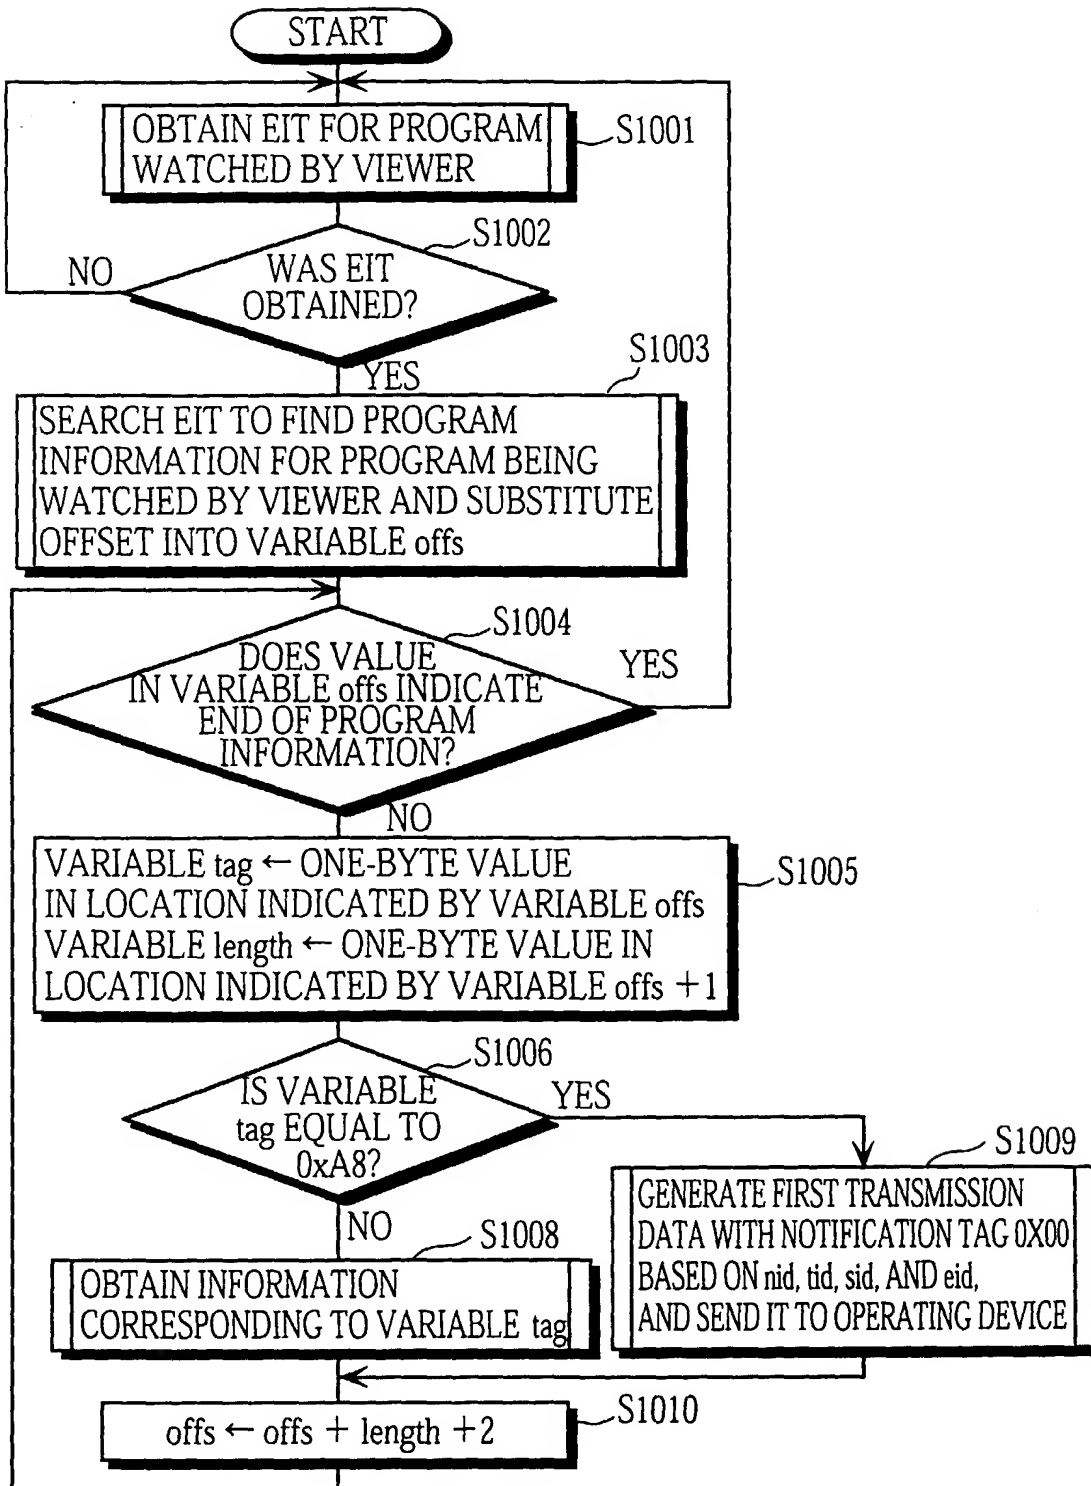 START
OBTAIN EIT FOR PROGRAM
WATCHED BY VIEWER
S1001
S1002
WAS EIT
OBTAINED?
NO
YES
S1003
SEARCH EIT TO FIND PROGRAM
INFORMATION FOR PROGRAM BEING
WATCHED BY VIEWER AND SUBSTITUTE
OFFSET INTO VARIABLE offs
S1004
DOES VALUE
IN VARIABLE offs INDICATE
END OF PROGRAM
INFORMATION?
YES
NO
VARIABLE tag ← ONE-BYTE VALUE
IN LOCATION INDICATED BY VARIABLE offs
VARIABLE length ← ONE-BYTE VALUE IN
LOCATION INDICATED BY VARIABLE offs +1
S1005
S1006
IS VARIABLE
tag EQUAL TO
0xA8?
YES
NO
S1009
GENERATE FIRST TRANSMISSION
DATA WITH NOTIFICATION TAG 0X00
BASED ON nid, tid, sid, AND eid,
AND SEND IT TO OPERATING DEVICE
S1008
OBTAIN INFORMATION
CORRESPONDING TO VARIABLE tag
S1010
offs ← offs + length +2